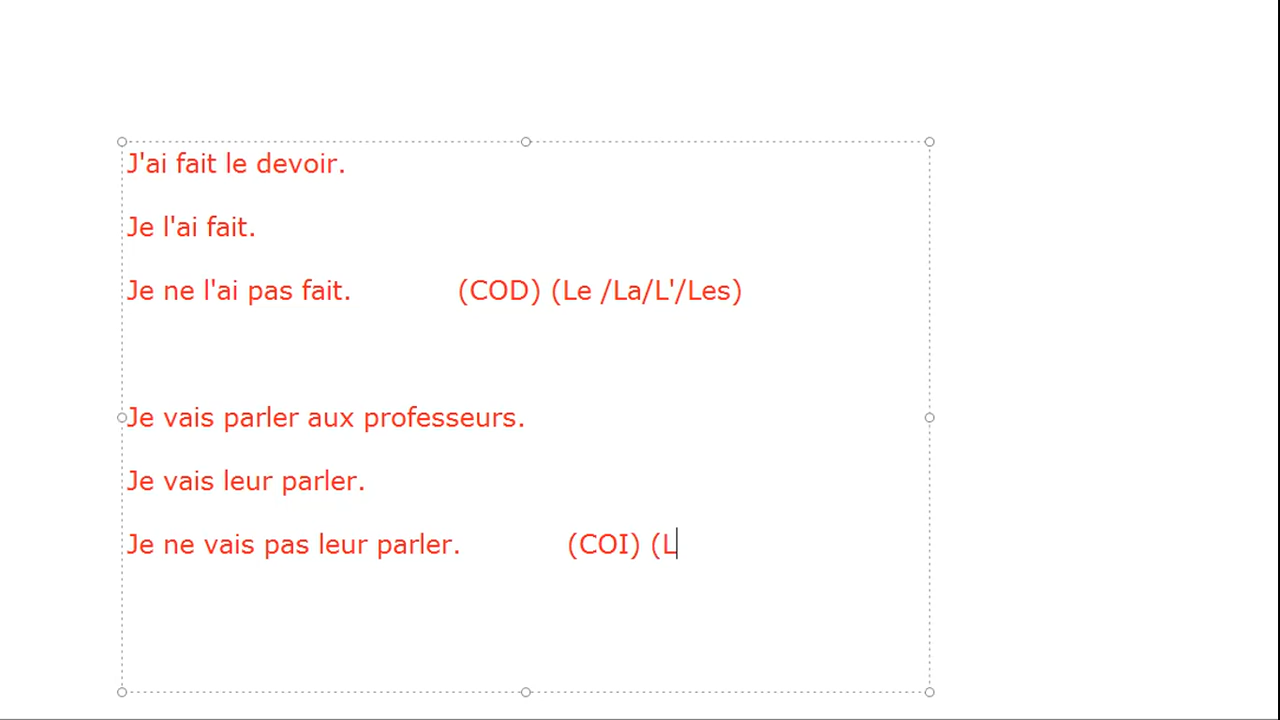 J'ai fait le devoir.
Je l'ai fait.
Je ne l'ai pas fait. (COD) (Le /La/L'/Les)
Je vais parler aux professeurs.
Je vais leur parler.
Je ne vais pas leur parler. (COI) (L